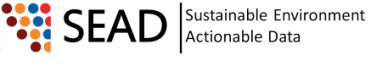 SEAD
Sustainable Environment
Actionable Data